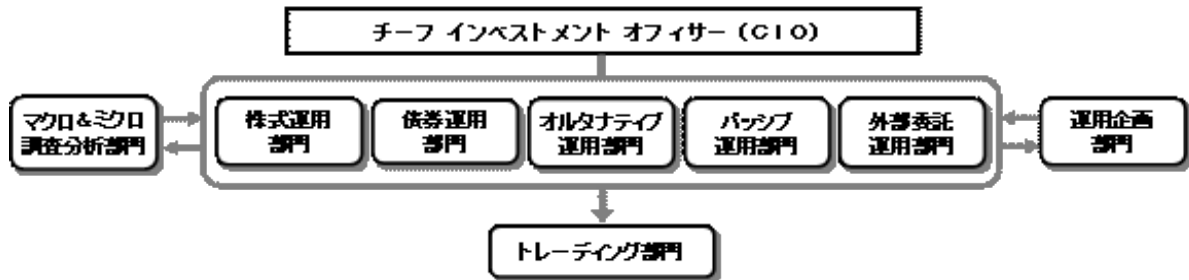 チーフ インベストメント オフィサー (CIO)
マクロ&ミクロ
調査分析部門
株式運用
部門
債券運用
部門
オルタナティブ
運用部門
パッシブ
運用部門
外部委託
運用部門
運用企画
部門
トレーディング部門